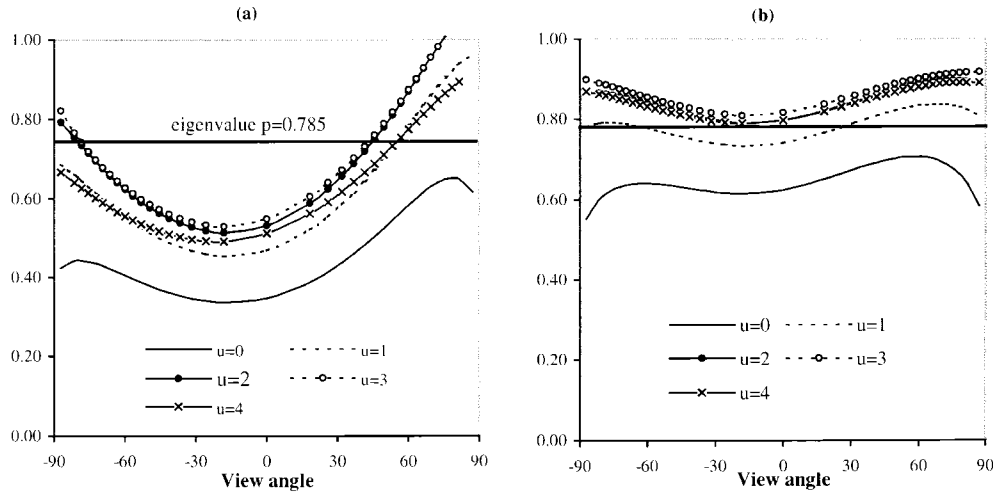 (a)
1.00
0.80
0.60
0.40
0.20
0.00
eigenvalue p=0.785
u=0
u=1
u=2
u=3
u=4
-90 -60 -30 0 30 60 90
View angle
(b)
1.00
0.80
0.60
0.40
0.20
0.00
u=0
u=1
u=2
u=3
u=4
-90 -60 -30 0 30 60 90
View angle